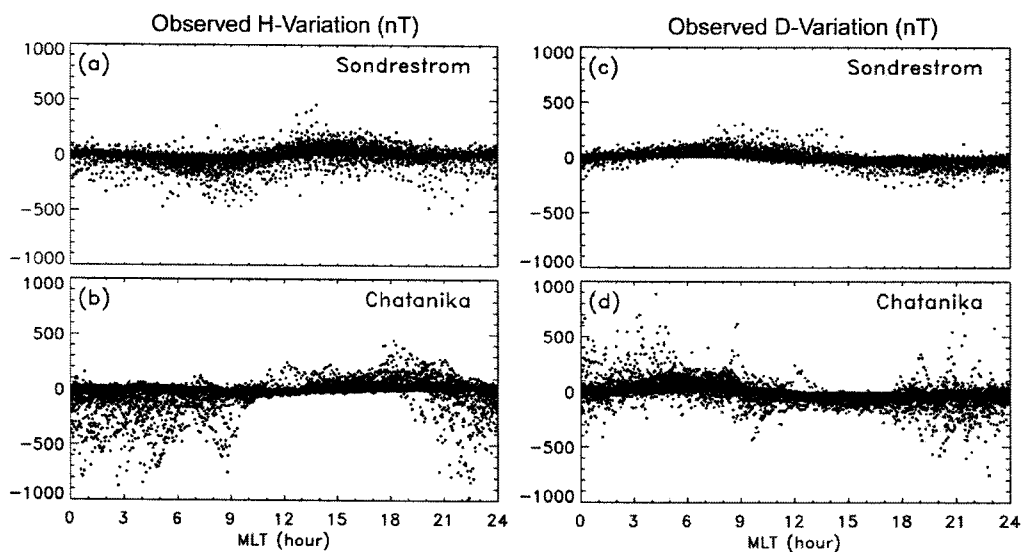 Observed H-Variation (nT)
Observed D-Variation (nT)
1000
500
0
-500
-1000
(a)
Sondrestrom
1000
500
0
-500
-1000
(c)
Sondrestrom
1000
500
0
-500
-1000
(b)
Chatanika
0 3 6 9 12 15 18 21 24
MLT (hour)
1000
500
0
-500
-1000
(d)
Chatanika
0 3 6 9 12 15 18 21 24
MLT (hour)